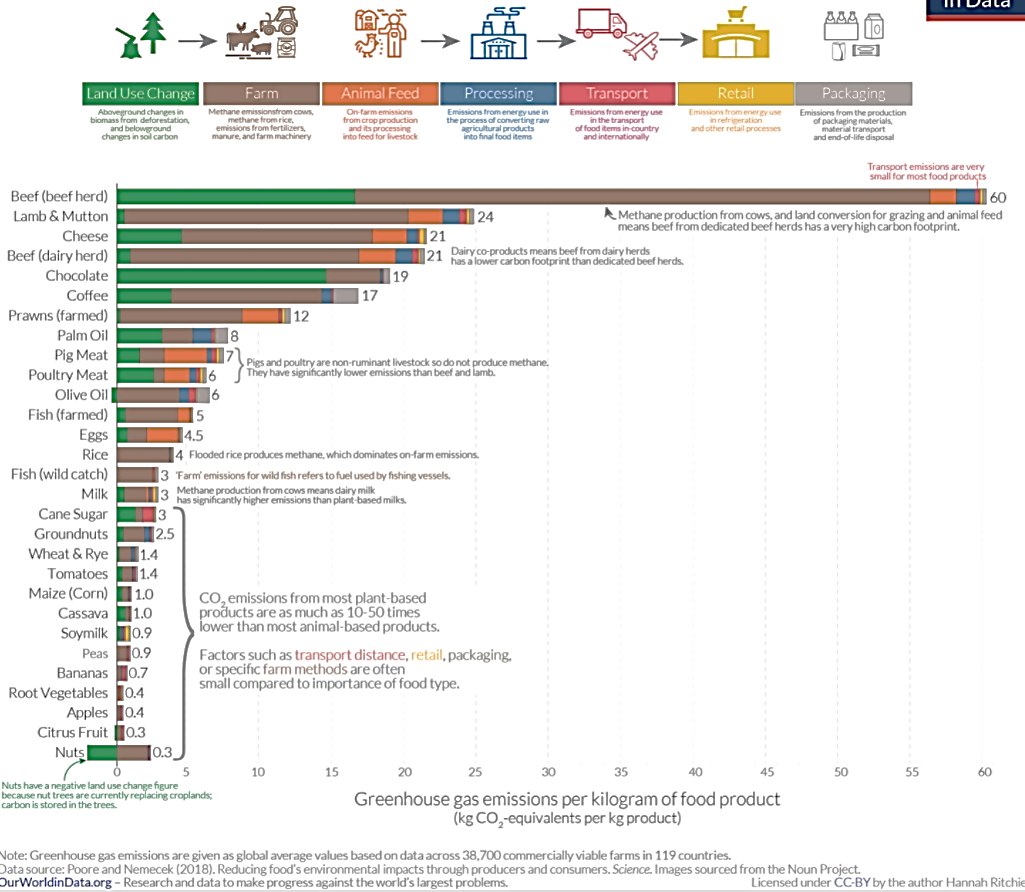 in Data
Land Use Change
Farm
Animal Feed
Processing
Transport
Retail
Packaging
Aboveground changes in
biomass from deforestation,
and belowground
changes in soil carbon
Methane emissionsfrom cows,
methane from rice,
emissions from fertilizers,
manure, and farm machinery
On-farm emissions
from crop production
and its processing
into feed for livestock
Emissions from energy use in
the process of converting raw
agricultural products
into final food items
Emissions from energy use
in the transport
of food items in-country
and internationally
Emissions from energy use
in refrigeration
and other retail processes
Emissions from the production
of packaging materials,
material transport
and end-of-life disposal
Transport emissions are very
small for most food products
Beef (beef herd) 60
Methane production from cows, and land conversion for grazing and animal feed
means beef from dedicated beef herds has a very high carbon footprint.
Lamb & Mutton 24
Cheese 21
Beef (dairy herd) 21
Dairy co-products means beef from dairy herds
has a lower carbon footprint than dedicated beef herds.
Chocolate 19
Coffee 17
Prawns (farmed) 12
Palm Oil 8
Pig Meat 7
Pigs and poultry are non-ruminant livestock so do not produce methane.
They have significantly lower emissions than beef and lamb.
Poultry Meat 6
Olive Oil 6
Fish (farmed) 5
Eggs 4.5
Rice 4 Flooded rice produces methane, which dominates on-farm emissions.
Fish (wild catch) 3 'Farm' emissions for wild fish refers to fuel used by fishing vessels.
Milk 3
Methane production from cows means dairy milk
has significantly higher emissions than plant-based milks.
Cane Sugar 3
Groundnuts 2.5
Wheat & Rye 1.4
Tomatoes 1.4
Maize (Corn) 1.0
Cassava 1.0
Soymilk 0.9
Peas 0.9
Bananas 0.7
Root Vegetables 0.4
Apples 0.4
Citrus Fruit 0.3
Nuts 0.3
CO2 emissions from most plant-based
products are as much as 10-50 times
lower than most animal-based products.
Factors such as transport distance, retail, packaging,
or specific farm methods are often
small compared to importance of food type.
0 5 10 15 20 25 30 35 40 45 50 55 60
Nuts have a negative land use change figure
because nut trees are currently replacing croplands;
carbon is stored in the trees.
Greenhouse gas emissions per kilogram of food product
(kg CO2-equivalents per kg product)
Note: Greenhouse gas emissions are given as global average values based on data across 38,700 commercially viable farms in 119 countries.
Data source: Poore and Nemecek (2018). Reducing food's environmental impacts through producers and consumers. Science. Images sourced from the Noun Project.
OurWorldinData.org – Research and data to make progress against the world's largest problems.
Licensed under CC-BY by the author Hannah Ritchie